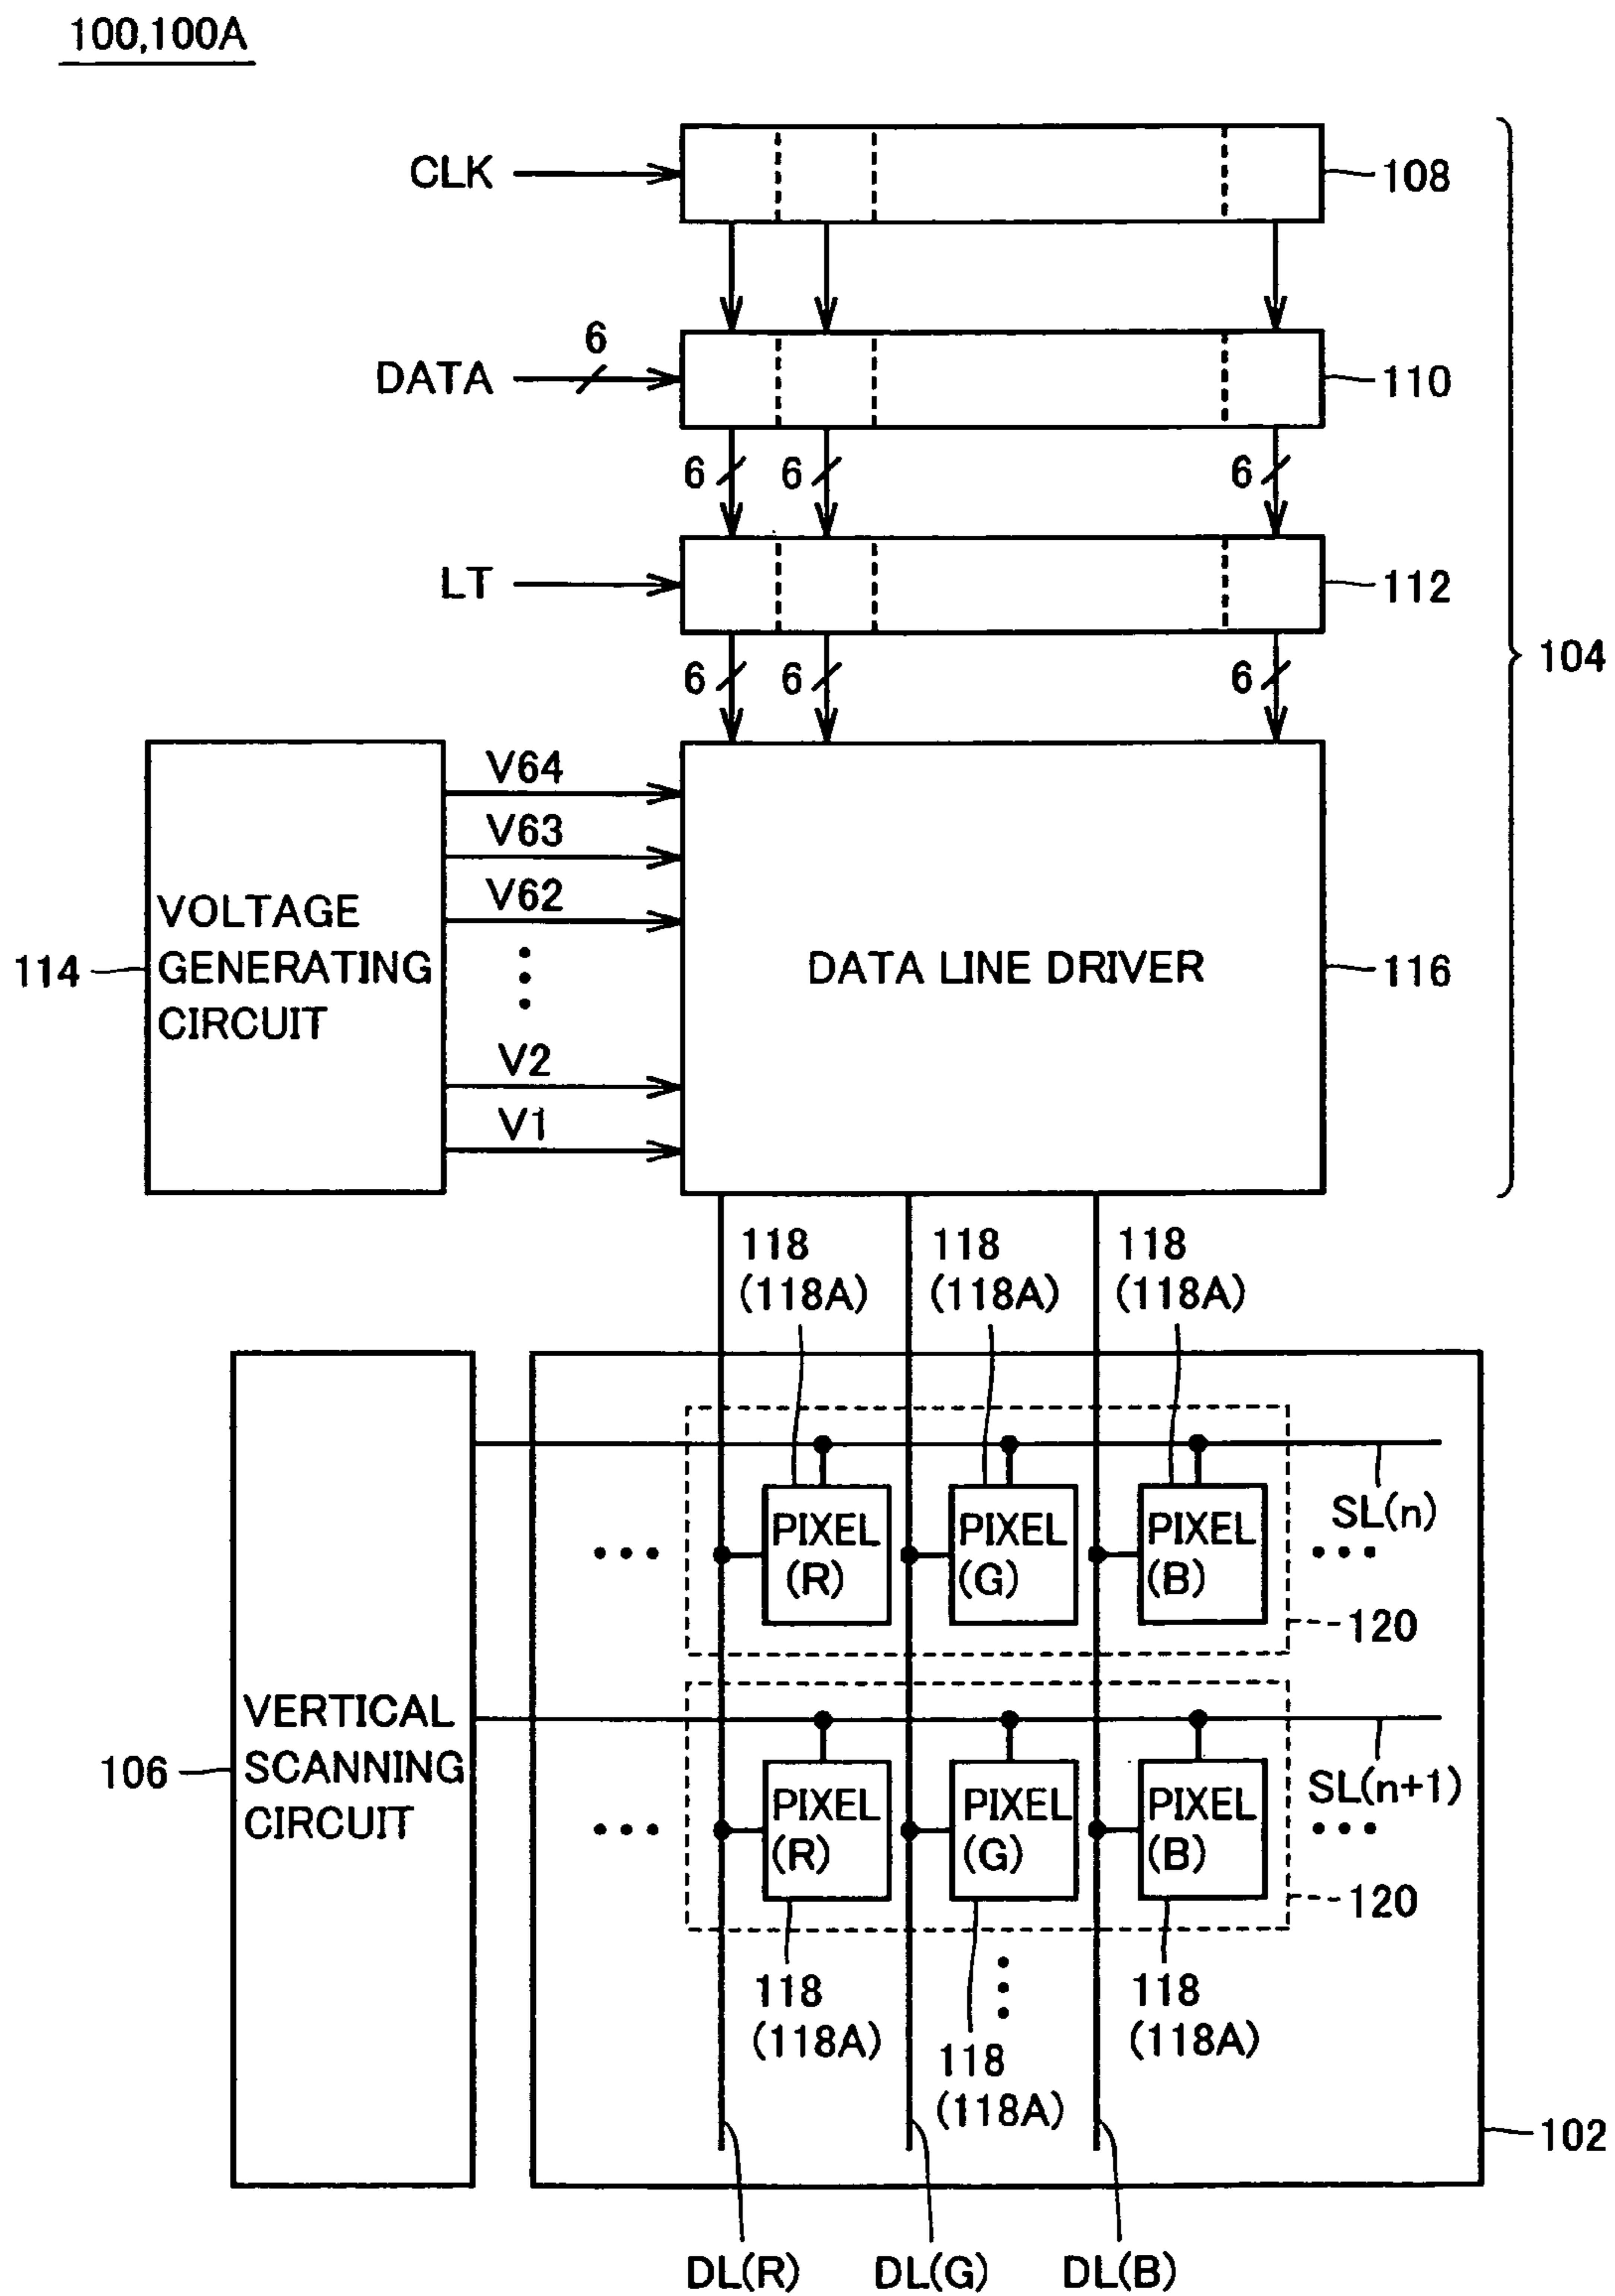 100,100A
CLK
108
6
DATA
110
6 6 6
LT
112
6 6 6
104
V64
V63
V62
VOLTAGE
GENERATING
CIRCUIT
114
DATA LINE DRIVER
116
V2
V1
118 118 118
(118A) (118A) (118A)
SL(n)
PIXEL PIXEL PIXEL
(R) (G) (B)
120
VERTICAL
SCANNING
CIRCUIT
106
SL(n+1)
PIXEL PIXEL PIXEL
(R) (G) (B)
120
118 118
(118A) (118A)
118
(118A)
102
DL(R) DL(G) DL(B)